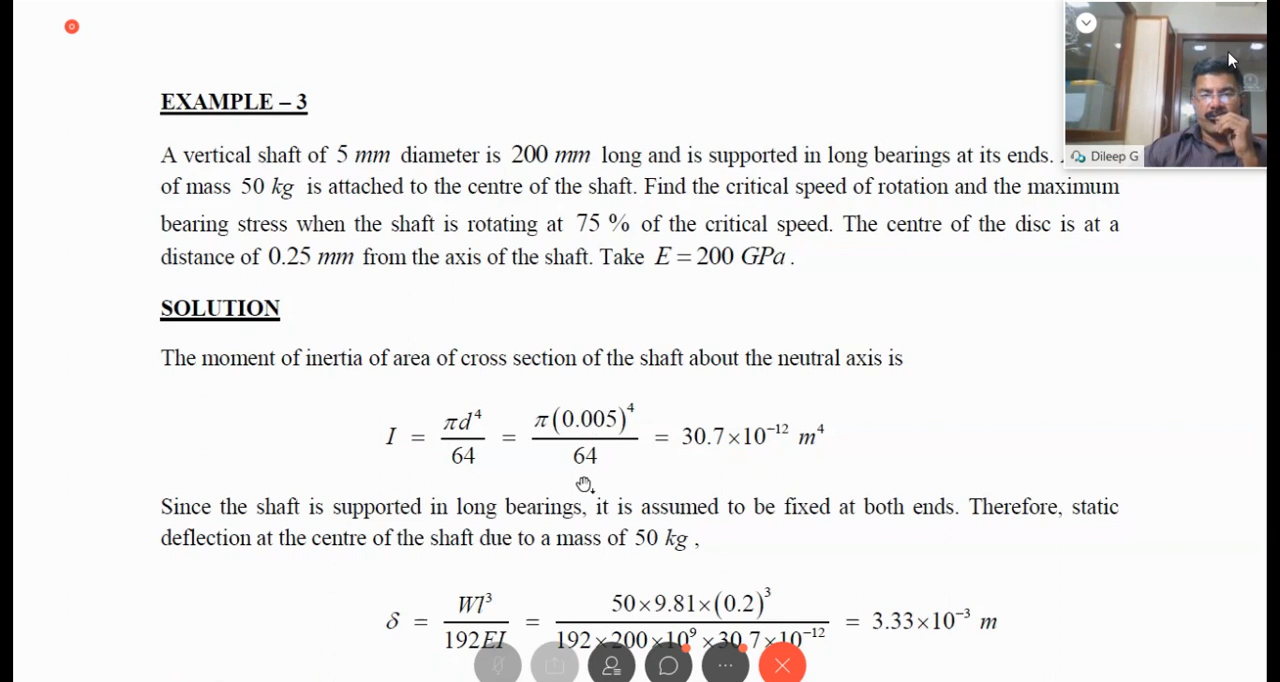 EXAMPLE – 3
A vertical shaft of 5 mm diameter is 200 mm long and is supported in long bearings at its ends.
of mass 50 kg is attached to the centre of the shaft. Find the critical speed of rotation and the maximum
bearing stress when the shaft is rotating at 75 % of the critical speed. The centre of the disc is at a
distance of 0.25 mm from the axis of the shaft. Take E = 200 GPa .
Dileep G
SOLUTION
The moment of inertia of area of cross section of the shaft about the neutral axis is
I = πd⁴/64 = π(0.005)⁴/64 = 30.7×10⁻¹² m⁴
Since the shaft is supported in long bearings, it is assumed to be fixed at both ends. Therefore, static
deflection at the centre of the shaft due to a mass of 50 kg ,
δ = Wl³/192EI = 50×9.81×(0.2)³/192×200×10⁹×30.7×10⁻¹² = 3.33×10⁻³ m